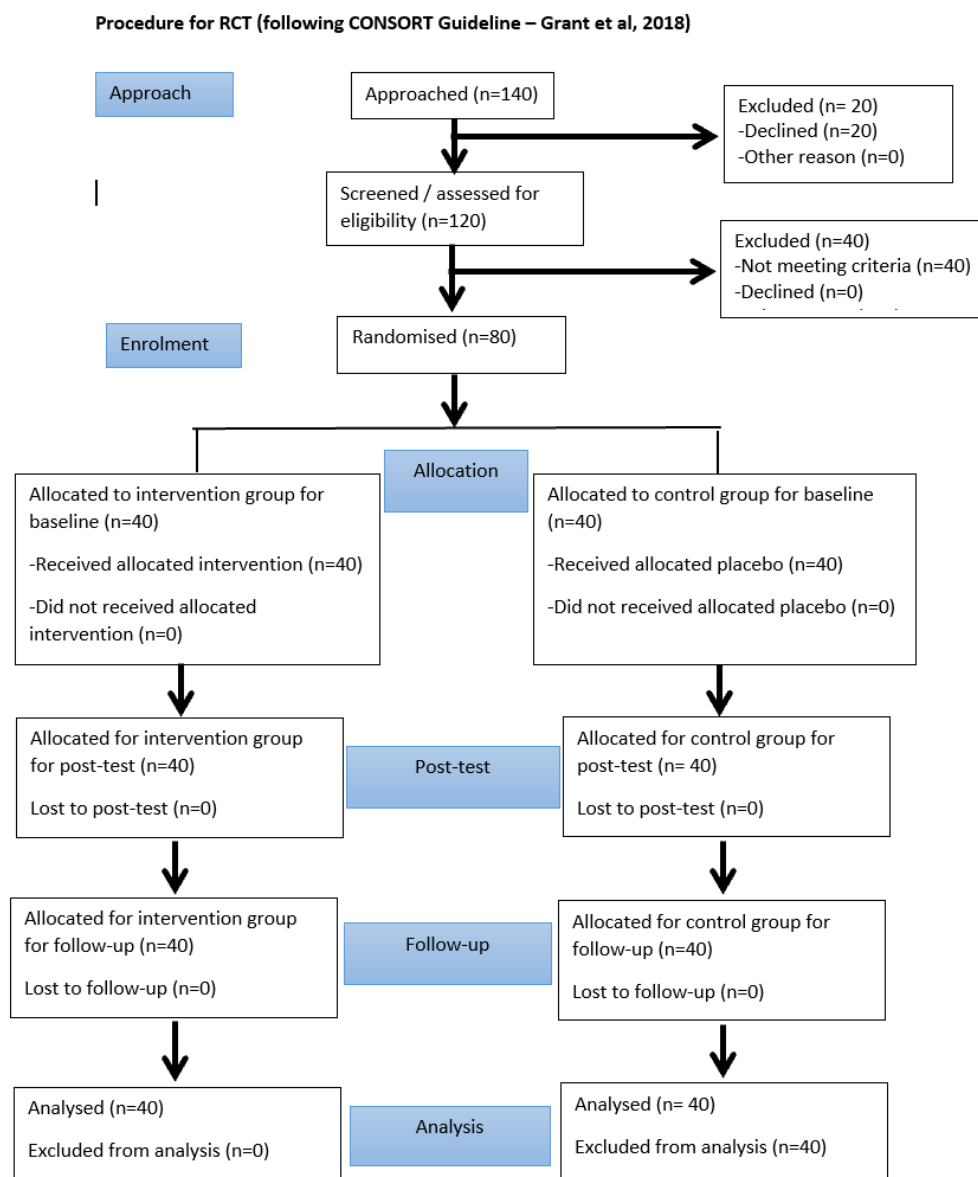 Procedure for RCT (following CONSORT Guideline – Grant et al, 2018)
Approach
Approached (n=140)
Excluded (n= 20)
-Declined (n=20)
-Other reason (n=0)
Screened / assessed for
eligibility (n=120)
Excluded (n=40)
-Not meeting criteria (n=40)
-Declined (n=0)
Enrolment
Randomised (n=80)
Allocation
Allocated to intervention group for
baseline (n=40)
-Received allocated intervention (n=40)
-Did not received allocated
intervention (n=0)
Allocated to control group for baseline
(n=40)
-Received allocated placebo (n=40)
-Did not received allocated placebo (n=0)
Allocated for intervention group
for post-test (n=40)
Lost to post-test (n=0)
Post-test
Allocated for control group for
post-test (n= 40)
Lost to post-test (n=0)
Allocated for intervention group
for follow-up (n=40)
Lost to follow-up (n=0)
Follow-up
Allocated for control group for
follow-up (n=40)
Lost to follow-up (n=0)
Analysed (n=40)
Excluded from analysis (n=0)
Analysis
Analysed (n= 40)
Excluded from analysis (n=40)